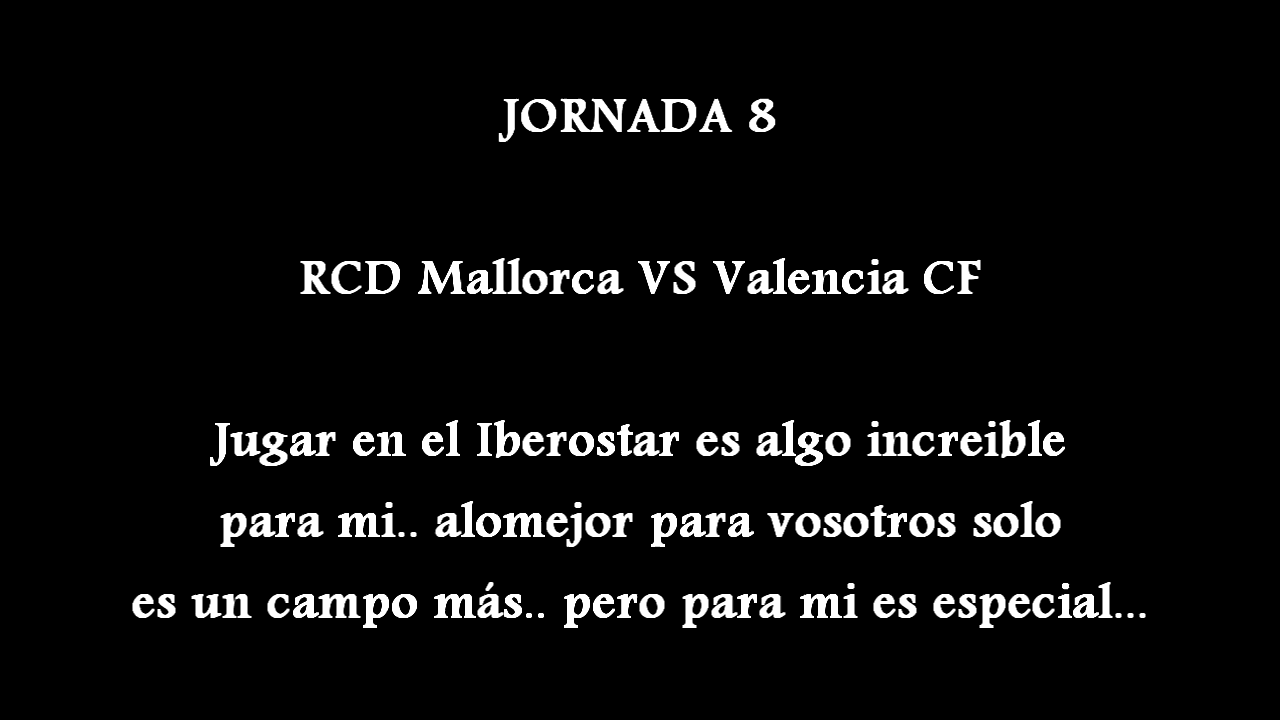 JORNADA 8
RCD Mallorca VS Valencia CF
Jugar en el Iberostar es algo increible
para mi.. alomejor para vosotros solo
es un campo más.. pero para mi es especial...